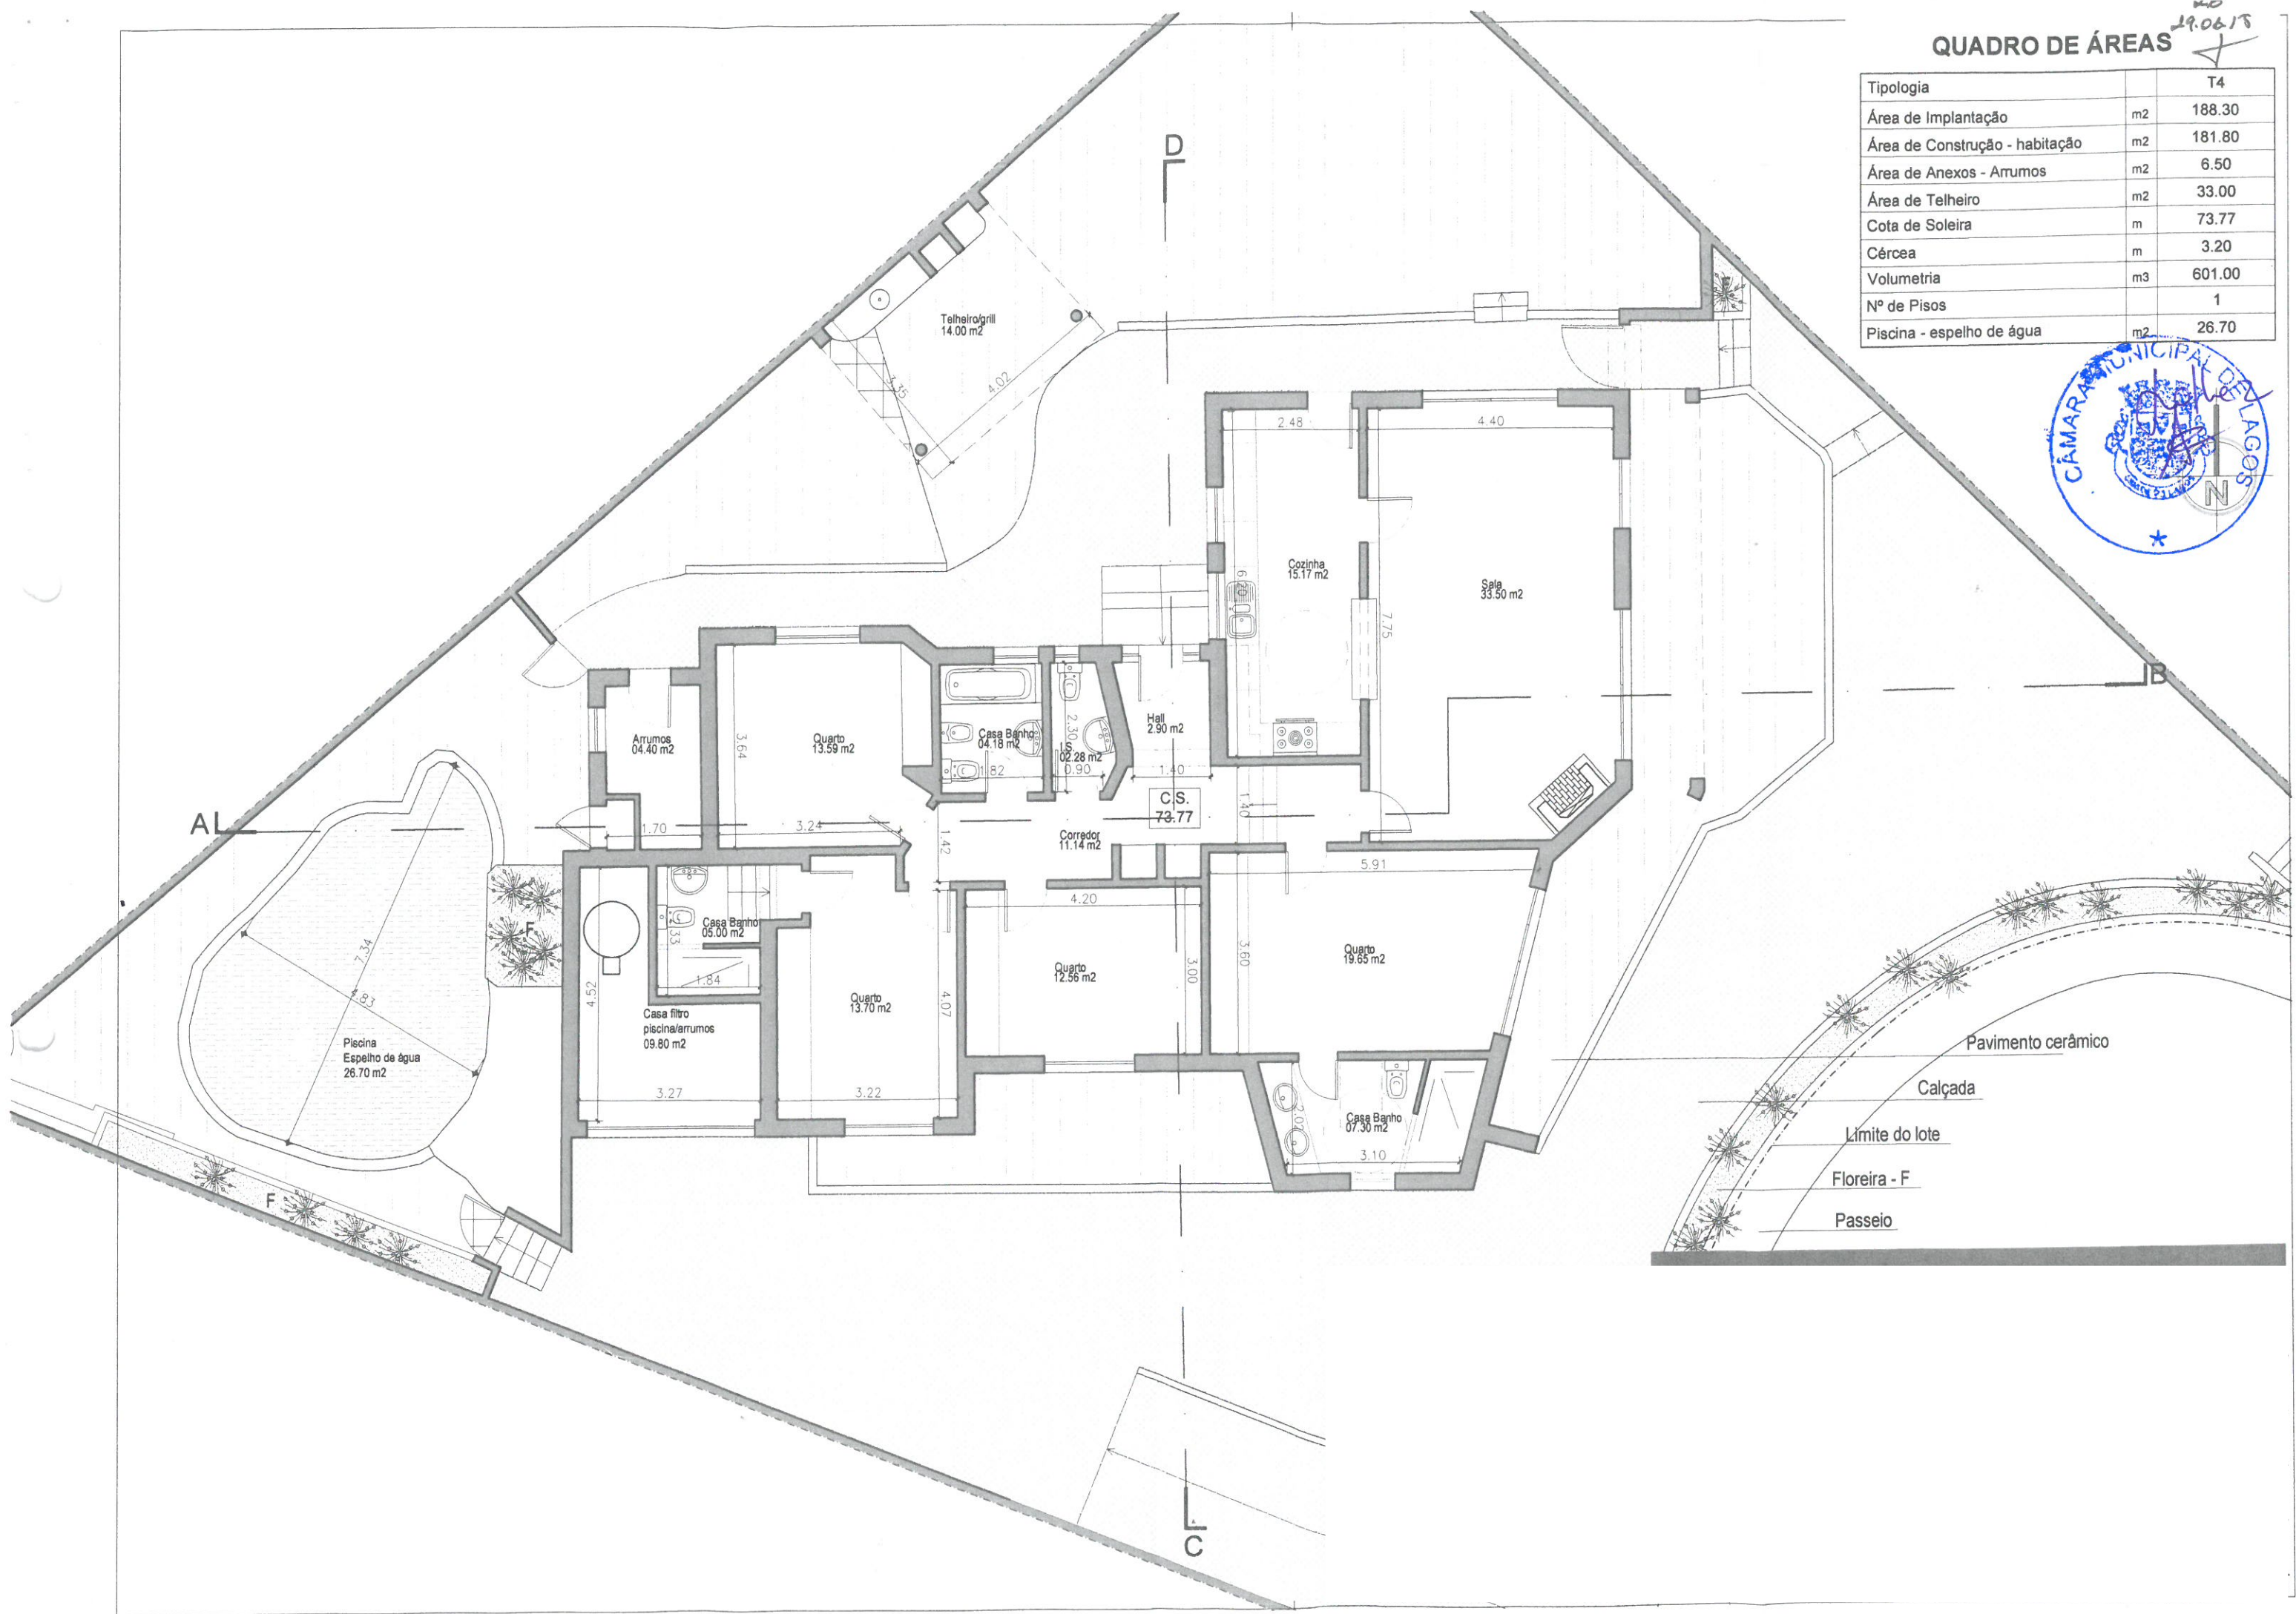 19.06.15
QUADRO DE ÁREAS
Tipologia T4
Área de Implantação m2 188.30
Área de Construção - habitação m2 181.80
Área de Anexos - Arrumos m2 6.50
Área de Telheiro m2 33.00
Cota de Soleira m 73.77
Cércea m 3.20
Volumetria m3 601.00
Nº de Pisos 1
Piscina - espelho de água m2 26.70
CÂMARA MUNICIPAL DE LAGOS
N
D
Telheiro/grill
14.00 m2
3.35
4.02
2.48
4.40
Cozinha
15.17 m2
6.20
Sala
33.50 m2
7.75
B
Arrumos
04.40 m2
1.70
Quarto
13.59 m2
3.64
3.24
Casa Banho
04.18 m2
1.82
I.S.
02.28 m2
2.30
0.90
Hall
2.90 m2
1.40
C.S.
73.77
1.40
A
Corredor
11.14 m2
1.42
5.91
4.20
Casa Banho
05.00 m2
2.33
1.84
F
7.34
4.83
Piscina
Espelho de água
26.70 m2
4.52
Casa filtro
piscina/arrumos
09.80 m2
3.27
Quarto
13.70 m2
4.07
3.22
Quarto
12.56 m2
3.00
3.60
Quarto
19.65 m2
Casa Banho
07.30 m2
2.00
3.10
F
Pavimento cerâmico
Calçada
Limite do lote
Floreira - F
Passeio
C